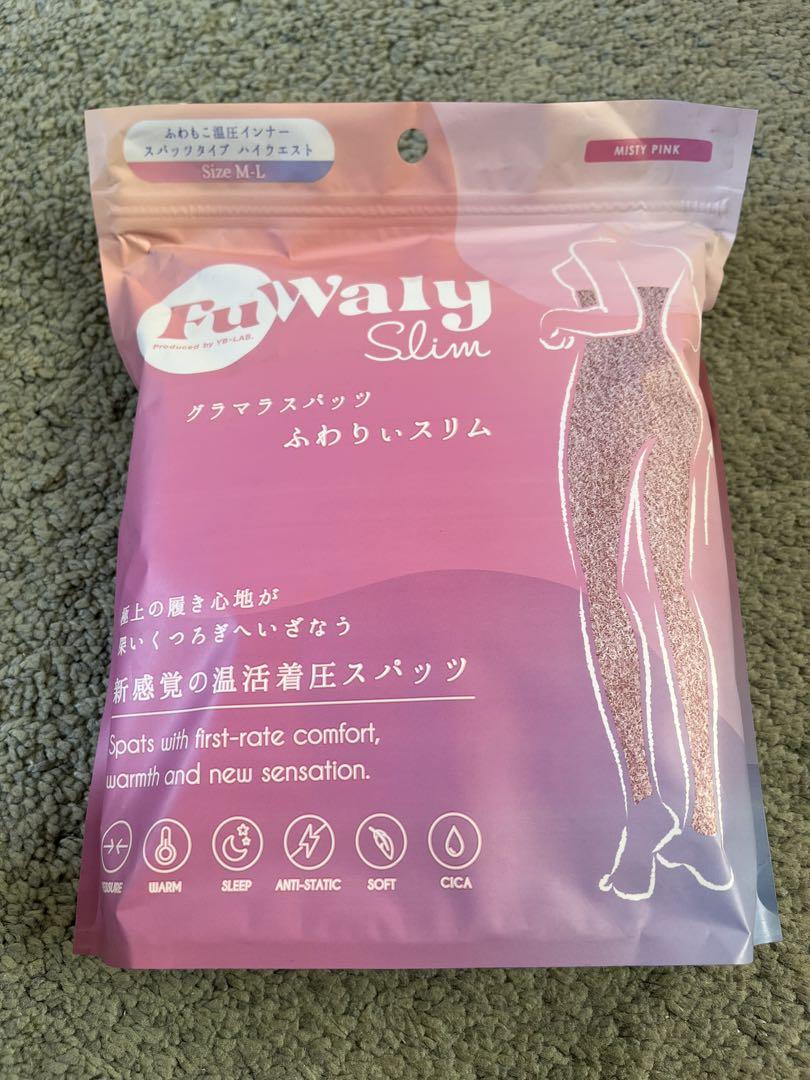 ふわもこ温圧インナー
スパッツタイプ ハイウエスト
Size M-L
MISTY PINK
FuWaly
Produced by YB-LAB.
Slim
グラマラスパッツ
ふわりぃスリム
極上の履き心地が
深いくつろぎへいざなう
新感覚の温活着圧スパッツ
Spats with first-rate comfort,
warmth and new sensation.
WARM
SLEEP
ANTI-STATIC
SOFT
CICA